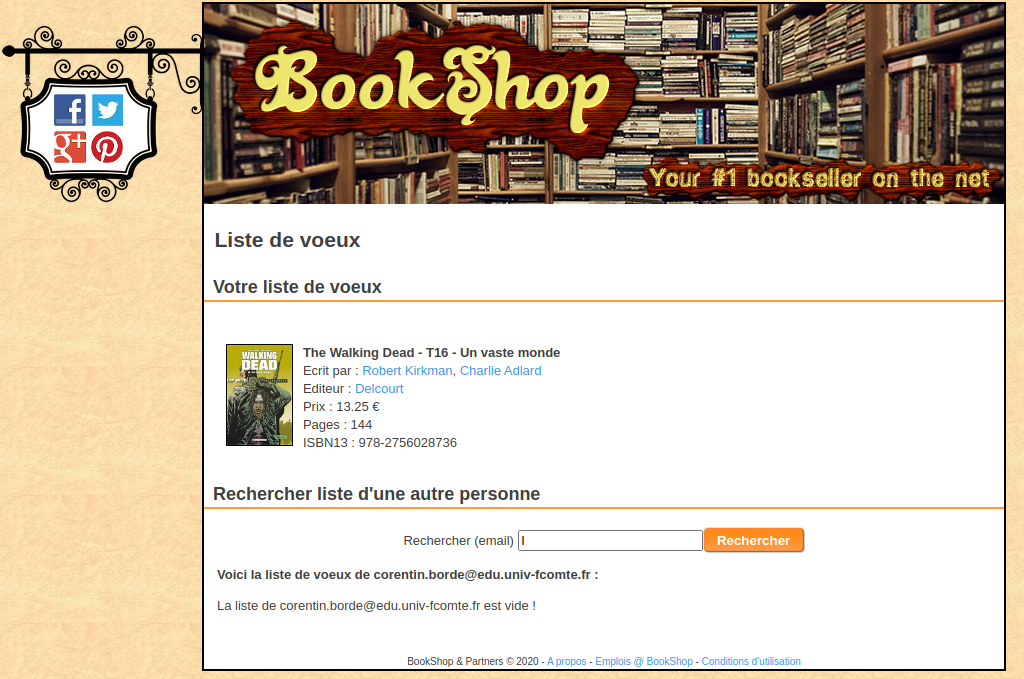 BookShop
Your #1 bookseller on the net
Liste de voeux
Votre liste de voeux
WALKING DEAD
The Walking Dead - T16 - Un vaste monde
Ecrit par : Robert Kirkman, Charlie Adlard
Editeur : Delcourt
Prix : 13.25 €
Pages : 144
ISBN13 : 978-2756028736
Rechercher liste d'une autre personne
Rechercher (email) Rechercher
Voici la liste de voeux de corentin.borde@edu.univ-fcomte.fr :
La liste de corentin.borde@edu.univ-fcomte.fr est vide !
BookShop & Partners © 2020 - A propos - Emplois @ BookShop - Conditions d'utilisation